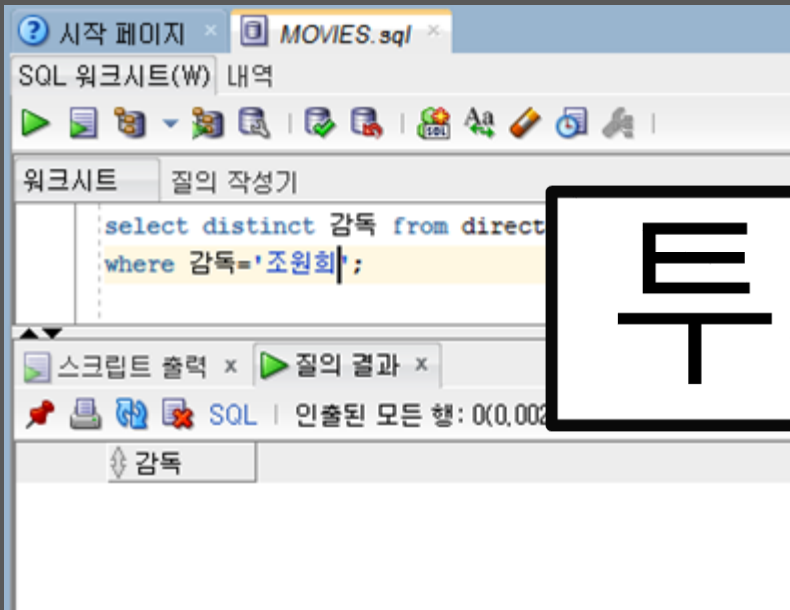 시작 페이지 MOVIES.sql
SQL 워크시트(W) 내역
워크시트 질의 작성기
select distinct 감독 from direct
where 감독='조원희';
투
스크립트 출력 x 질의 결과 x
SQL 인출된 모든 행: 0(0,002
감독